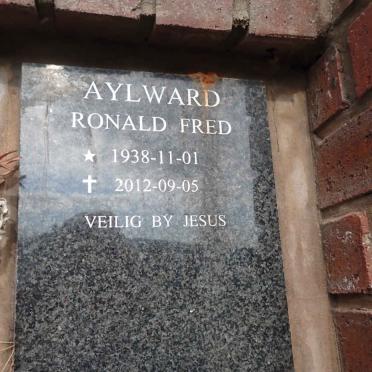 AYLWARD
RONALD FRED
★ 1938-11-01
✝ 2012-09-05
VEILIG BY JESUS